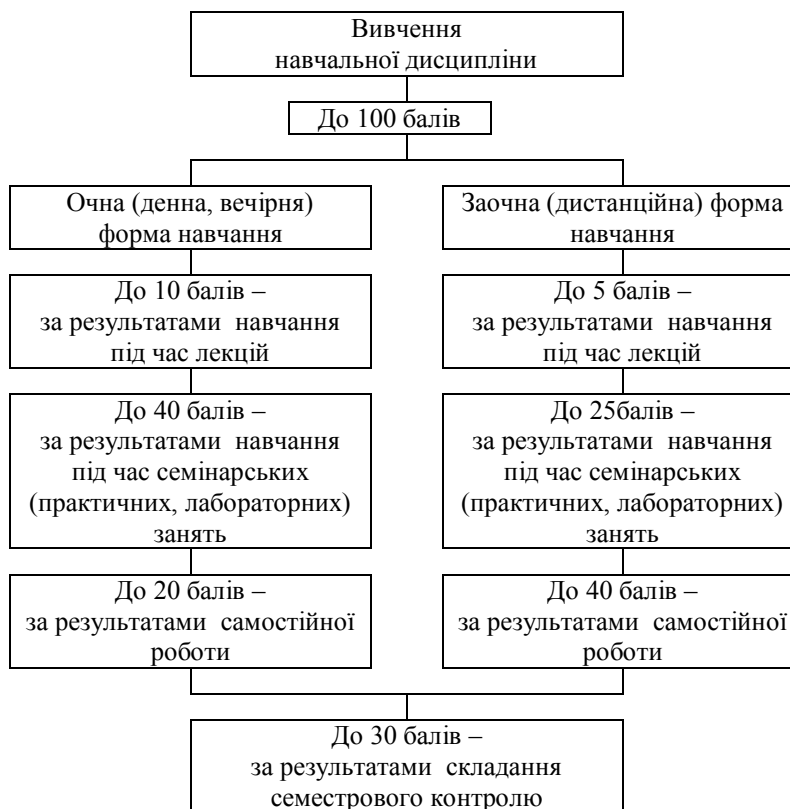 Вивчення
навчальної дисципліни
До 100 балів
Очна (денна, вечірня)
форма навчання
Заочна (дистанційна) форма
навчання
До 10 балів –
за результатами навчання
під час лекцій
До 5 балів –
за результатами навчання
під час лекцій
До 40 балів –
за результатами навчання
під час семінарських
(практичних, лабораторних)
занять
До 25балів –
за результатами навчання
під час семінарських
(практичних, лабораторних)
занять
До 20 балів –
за результатами самостійної
роботи
До 40 балів –
за результатами самостійної
роботи
До 30 балів –
за результатами складання
семестрового контролю